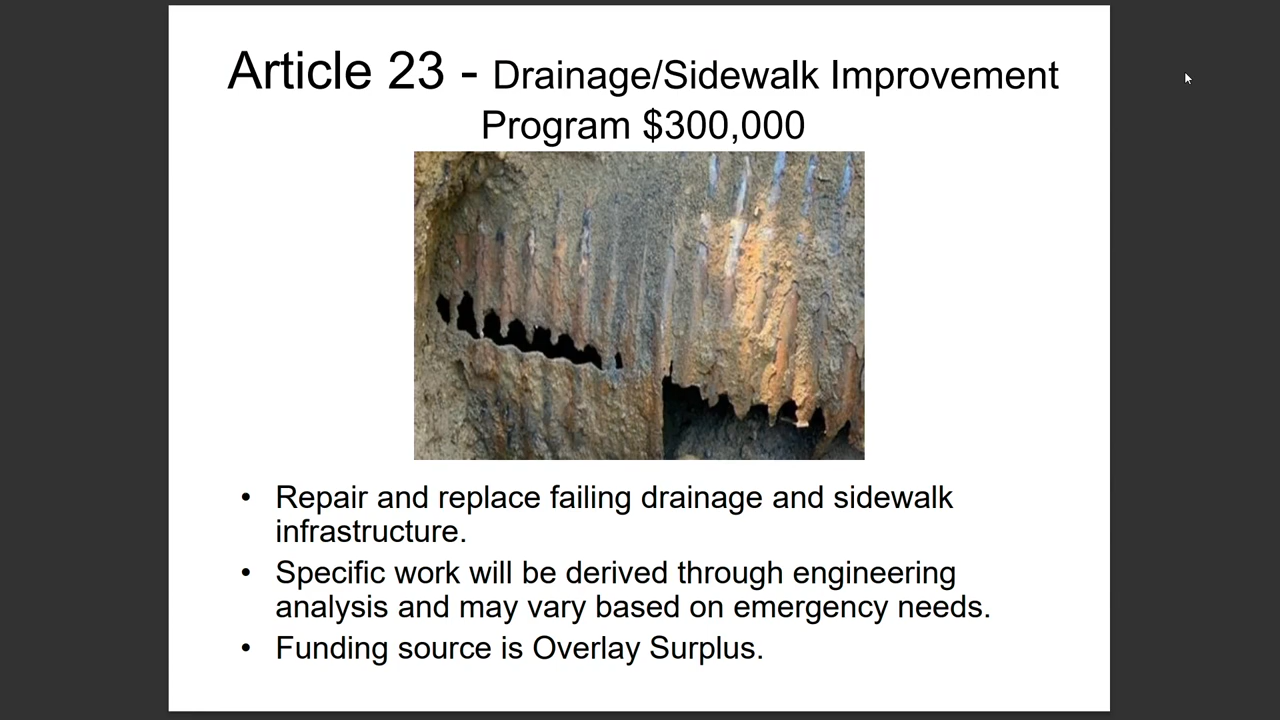 Article 23 - Drainage/Sidewalk Improvement
Program $300,000
• Repair and replace failing drainage and sidewalk
infrastructure.
• Specific work will be derived through engineering
analysis and may vary based on emergency needs.
• Funding source is Overlay Surplus.